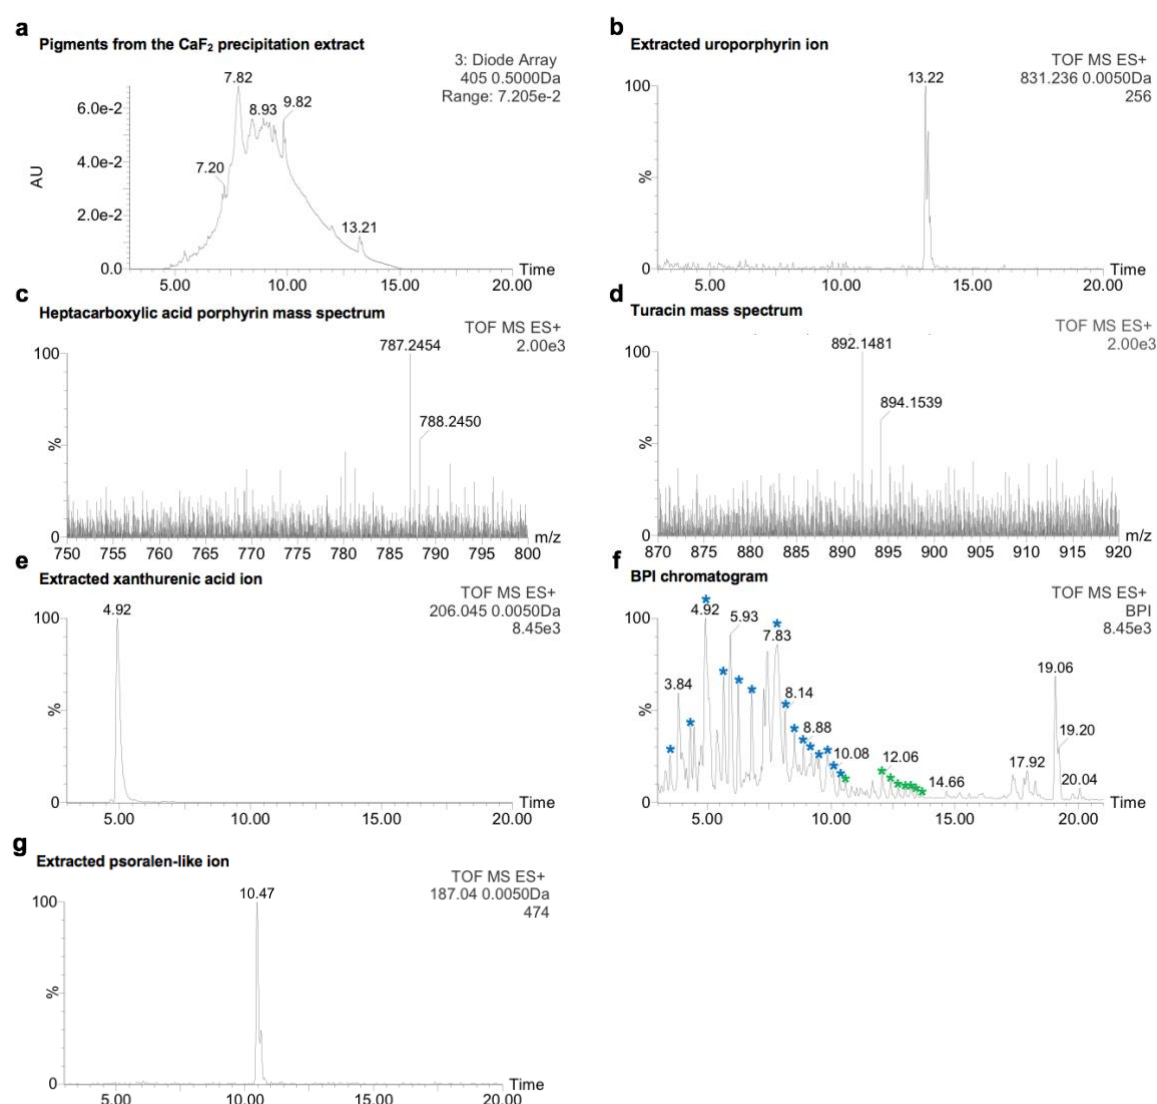 a
Pigments from the CaF2 precipitation extract
3: Diode Array
405 0.5000Da
Range: 7.205e-2
6.0e-2
4.0e-2
2.0e-2
0.0
AU
7.82
8.93
9.82
7.20
13.21
Time
5.00 10.00 15.00 20.00
b
Extracted uroporphyrin ion
TOF MS ES+
831.236 0.0050Da
256
100
%
0
13.22
Time
5.00 10.00 15.00 20.00
c
Heptacarboxylic acid porphyrin mass spectrum
TOF MS ES+
2.00e3
100
%
0
787.2454
788.2450
m/z
750 755 760 765 770 775 780 785 790 795 800
d
Turacin mass spectrum
TOF MS ES+
2.00e3
100
%
0
892.1481
894.1539
m/z
870 875 880 885 890 895 900 905 910 915 920
e
Extracted xanthurenic acid ion
TOF MS ES+
206.045 0.0050Da
8.45e3
100
%
0
4.92
Time
5.00 10.00 15.00 20.00
f
BPI chromatogram
TOF MS ES+
BPI
8.45e3
100
%
0
3.84
4.92
5.93
7.83
8.14
8.88
10.08
12.06
14.66
17.92
19.06
19.20
20.04
Time
5.00 10.00 15.00 20.00
g
Extracted psoralen-like ion
TOF MS ES+
187.04 0.0050Da
474
100
%
0
10.47
Time
5.00 10.00 15.00 20.00